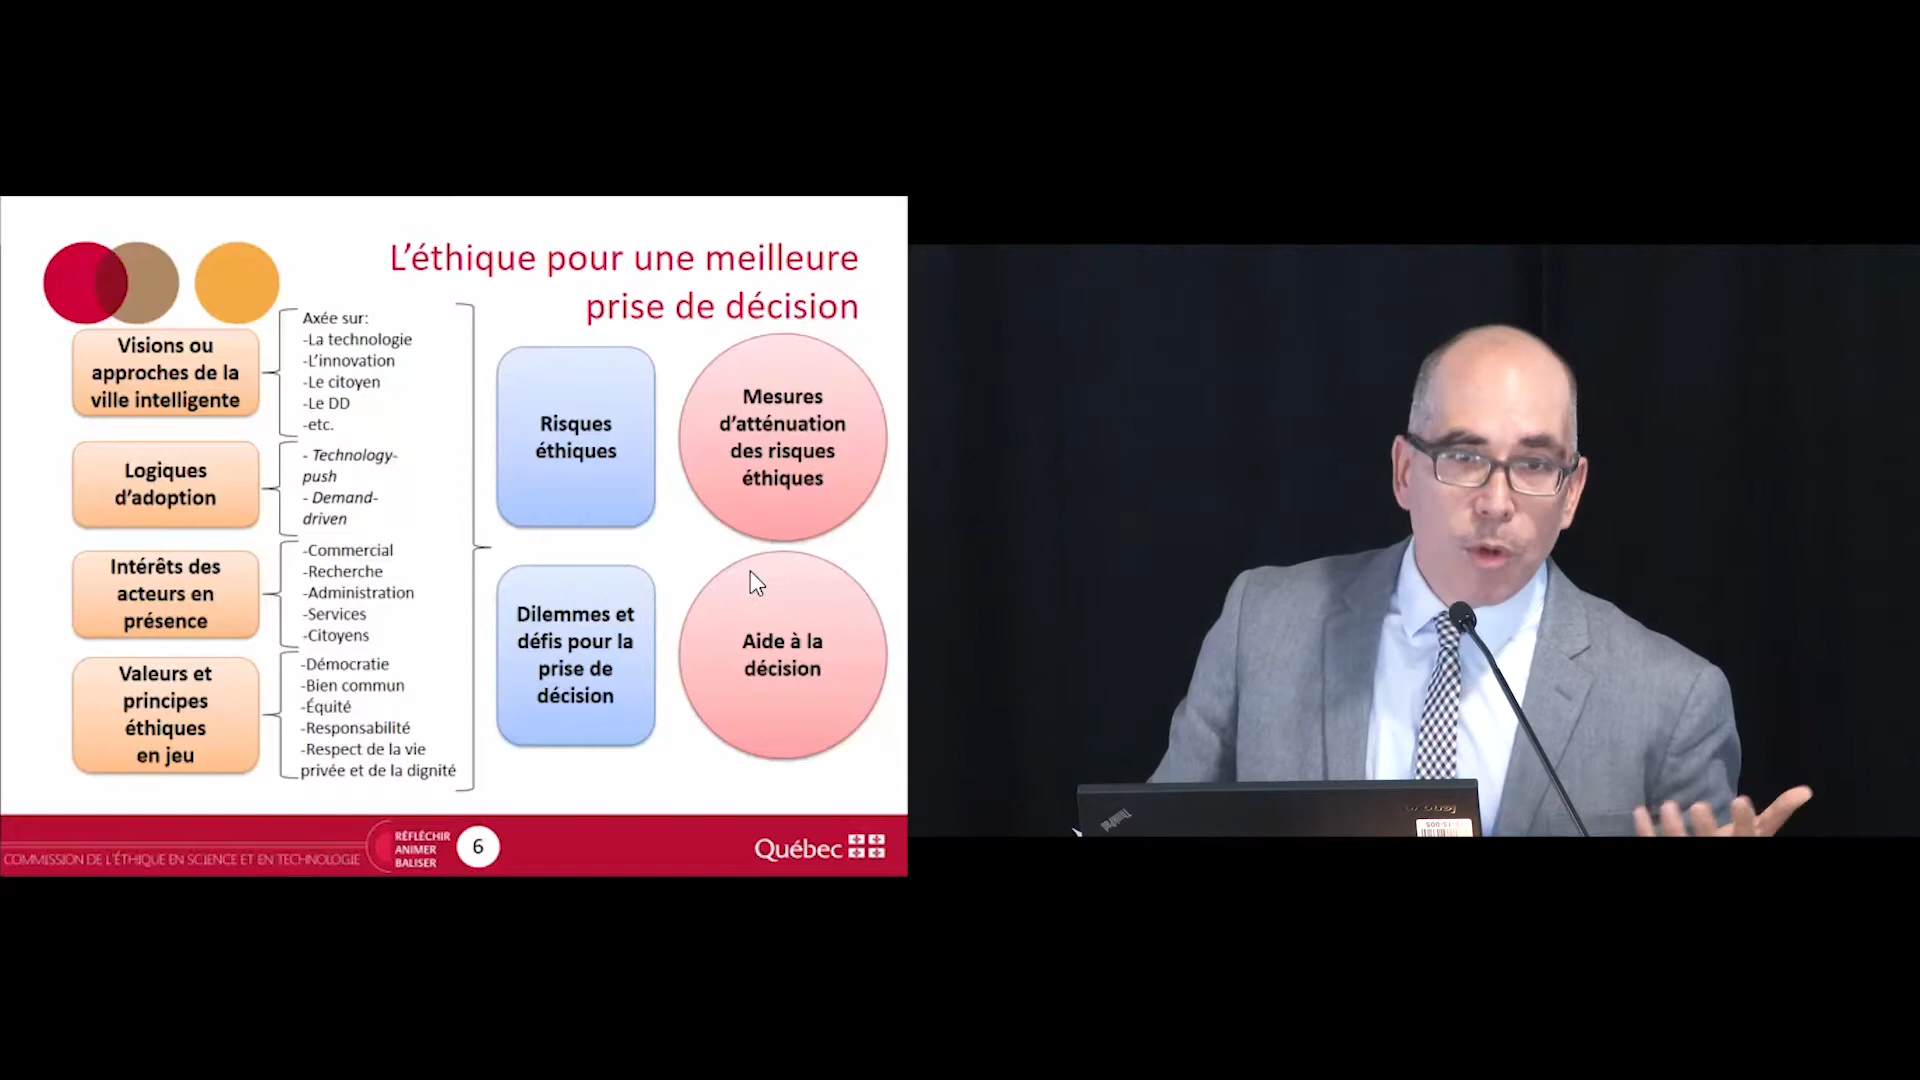 L’éthique pour une meilleure
prise de décision
Visions ou
approches de la
ville intelligente
Axée sur:
-La technologie
-L’innovation
-Le citoyen
-Le DD
-etc.
Logiques
d’adoption
- Technology-
push
- Demand-
driven
Intérêts des
acteurs en
présence
-Commercial
-Recherche
-Administration
-Services
-Citoyens
Valeurs et
principes
éthiques
en jeu
-Démocratie
-Bien commun
-Équité
-Responsabilité
-Respect de la vie
privée et de la dignité
Risques
éthiques
Dilemmes et
défis pour la
prise de
décision
Mesures
d’atténuation
des risques
éthiques
Aide à la
décision
COMMISSION DE L’ÉTHIQUE EN SCIENCE ET EN TECHNOLOGIE
RÉFLÉCHIR
ANIMER
BALISER
6
Québec
ThinkPad
lenovo